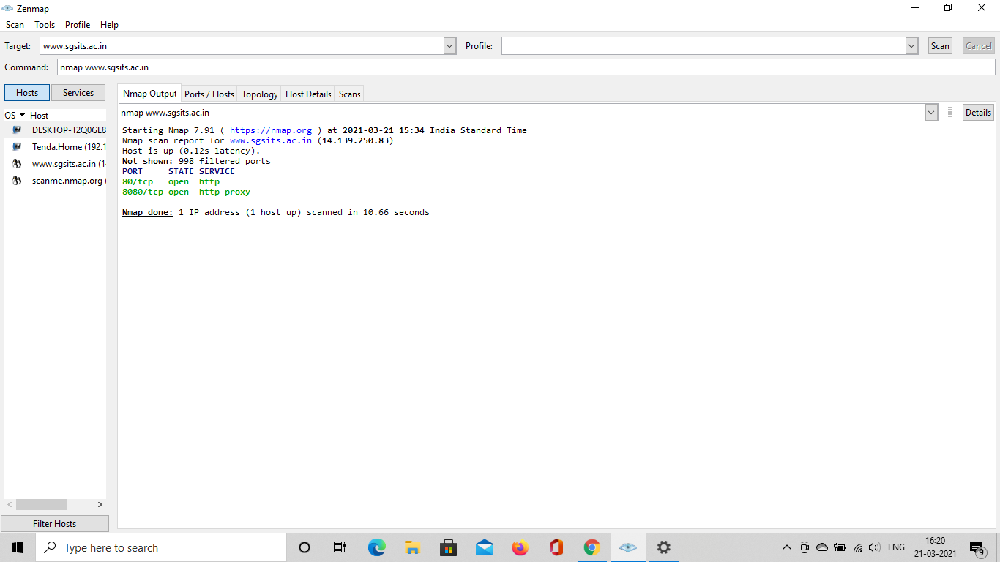 Zenmap
Scan Tools Profile Help
Target: www.sgsits.ac.in Profile: Scan Cancel
Command: nmap www.sgsits.ac.in
Hosts Services
Nmap Output Ports / Hosts Topology Host Details Scans
OS Host
nmap www.sgsits.ac.in Details
DESKTOP-T2Q0GE8
Tenda.Home (192.1
www.sgsits.ac.in (1
scanme.nmap.org (
Starting Nmap 7.91 ( https://nmap.org ) at 2021-03-21 15:34 India Standard Time
Nmap scan report for www.sgsits.ac.in (14.139.250.83)
Host is up (0.12s latency).
Not shown: 998 filtered ports
PORT STATE SERVICE
80/tcp open http
8080/tcp open http-proxy
Nmap done: 1 IP address (1 host up) scanned in 10.66 seconds
Filter Hosts
Type here to search
ENG
16:20
21-03-2021
9